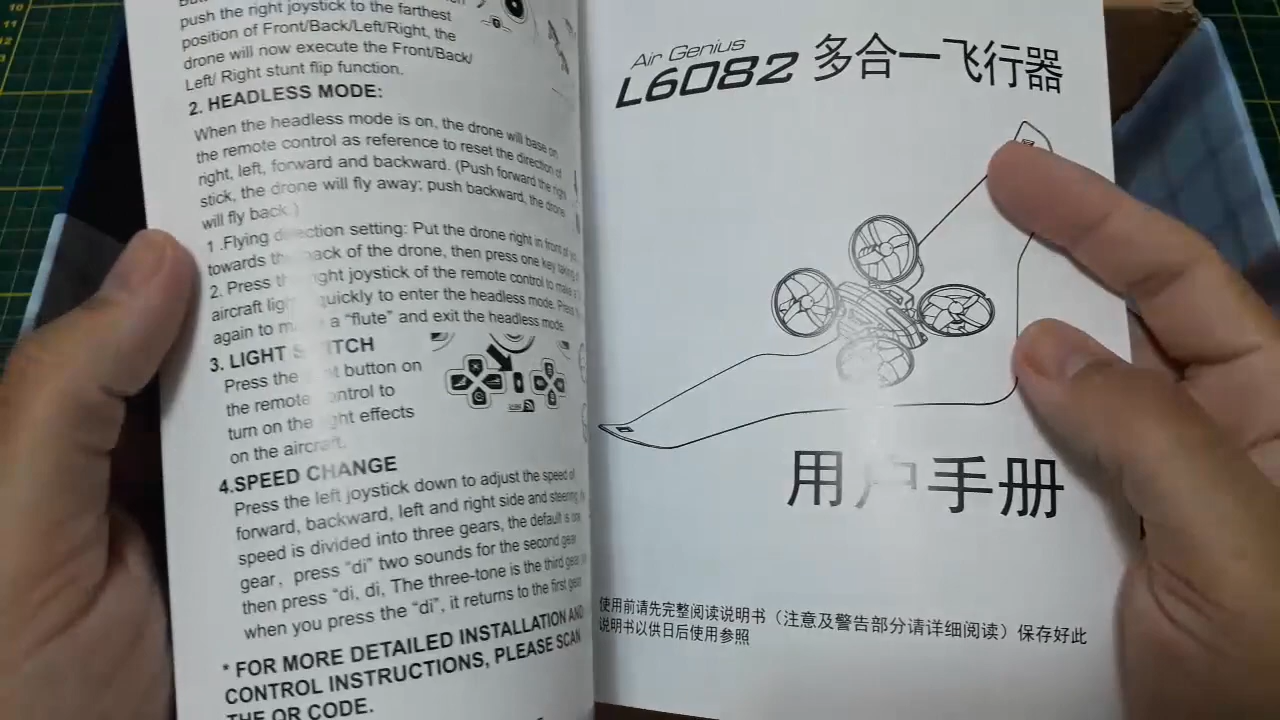 push the right joystick to the farthest
position of Front/Back/Left/Right, the
drone will now execute the Front/Back/
Left/ Right stunt flip function.
2. HEADLESS MODE:
When the headless mode is on, the drone will base on
the remote control as reference to reset the direction of
right, left, forward and backward. (Push forward the right
stick, the drone will fly away; push backward, the drone
will fly back.)
1 .Flying direction setting: Put the drone right in front of
towards the back of the drone, then press one key taking
2. Press the right joystick of the remote control to make
aircraft light quickly to enter the headless mode. Press
again to a “flute” and exit the headless mode.
3. LIGHT SWITCH
Press the button on
the remote control to
turn on the light effects
on the aircraft.
4.SPEED CHANGE
Press the left joystick down to adjust the speed of
forward, backward, left and right side and steering
speed is divided into three gears, the default is one
gear, press “di” two sounds for the second gear
then press “di, di, The three-tone is the third gear
when you press the “di”, it returns to the first gear
* FOR MORE DETAILED INSTALLATION AND
CONTROL INSTRUCTIONS, PLEASE SCAN
THE QR CODE.
Air Genius
L6082 多合一飞行器
用户手册
使用前请先完整阅读说明书（注意及警告部分请详细阅读）保存好此
说明书以供日后使用参照